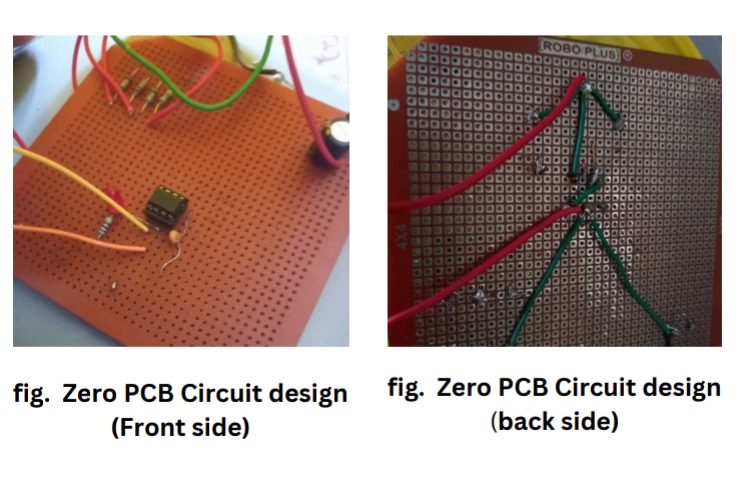 ROBO PLUS ®
4X4
fig. Zero PCB Circuit design
(Front side)
fig. Zero PCB Circuit design
(back side)